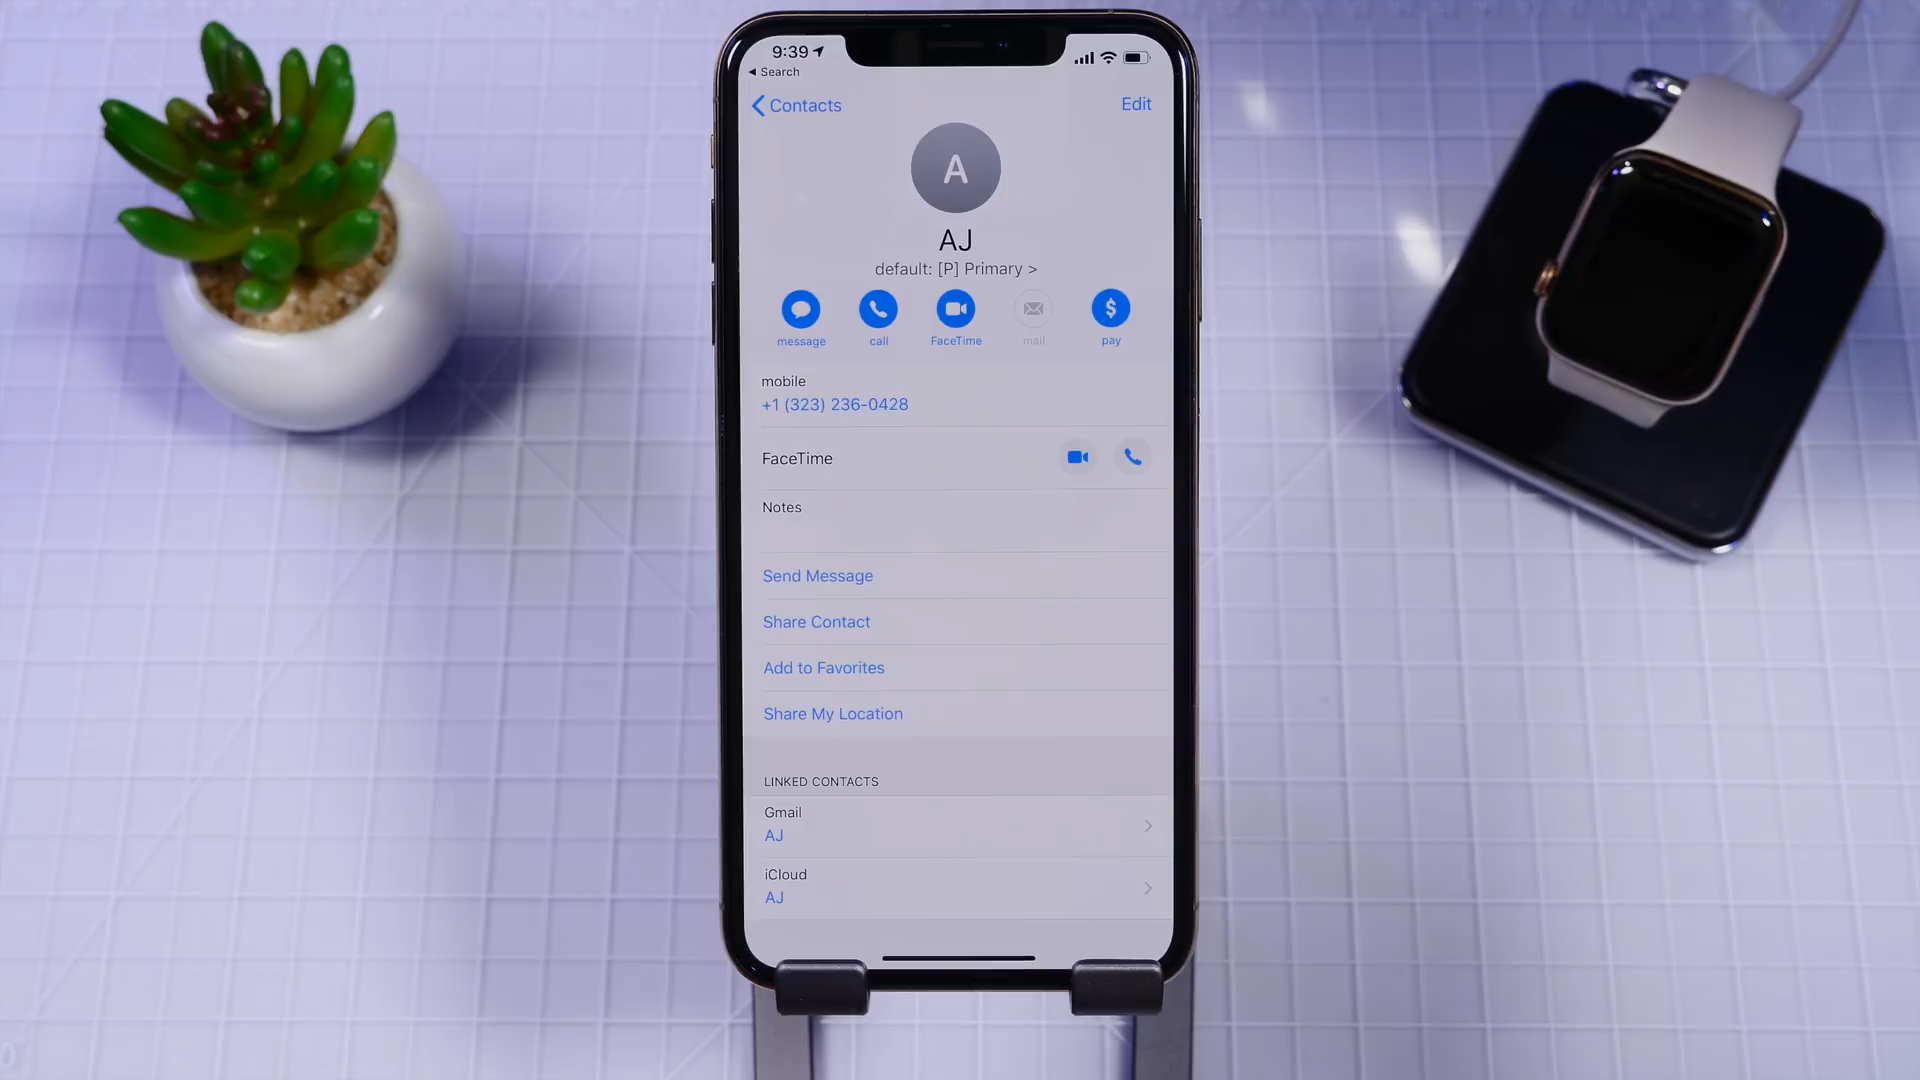 9:39
Search
Contacts
Edit
A
AJ
default: [P] Primary >
message
call
FaceTime
mail
pay
mobile
+1 (323) 236-0428
FaceTime
Notes
Send Message
Share Contact
Add to Favorites
Share My Location
LINKED CONTACTS
Gmail
AJ
iCloud
AJ